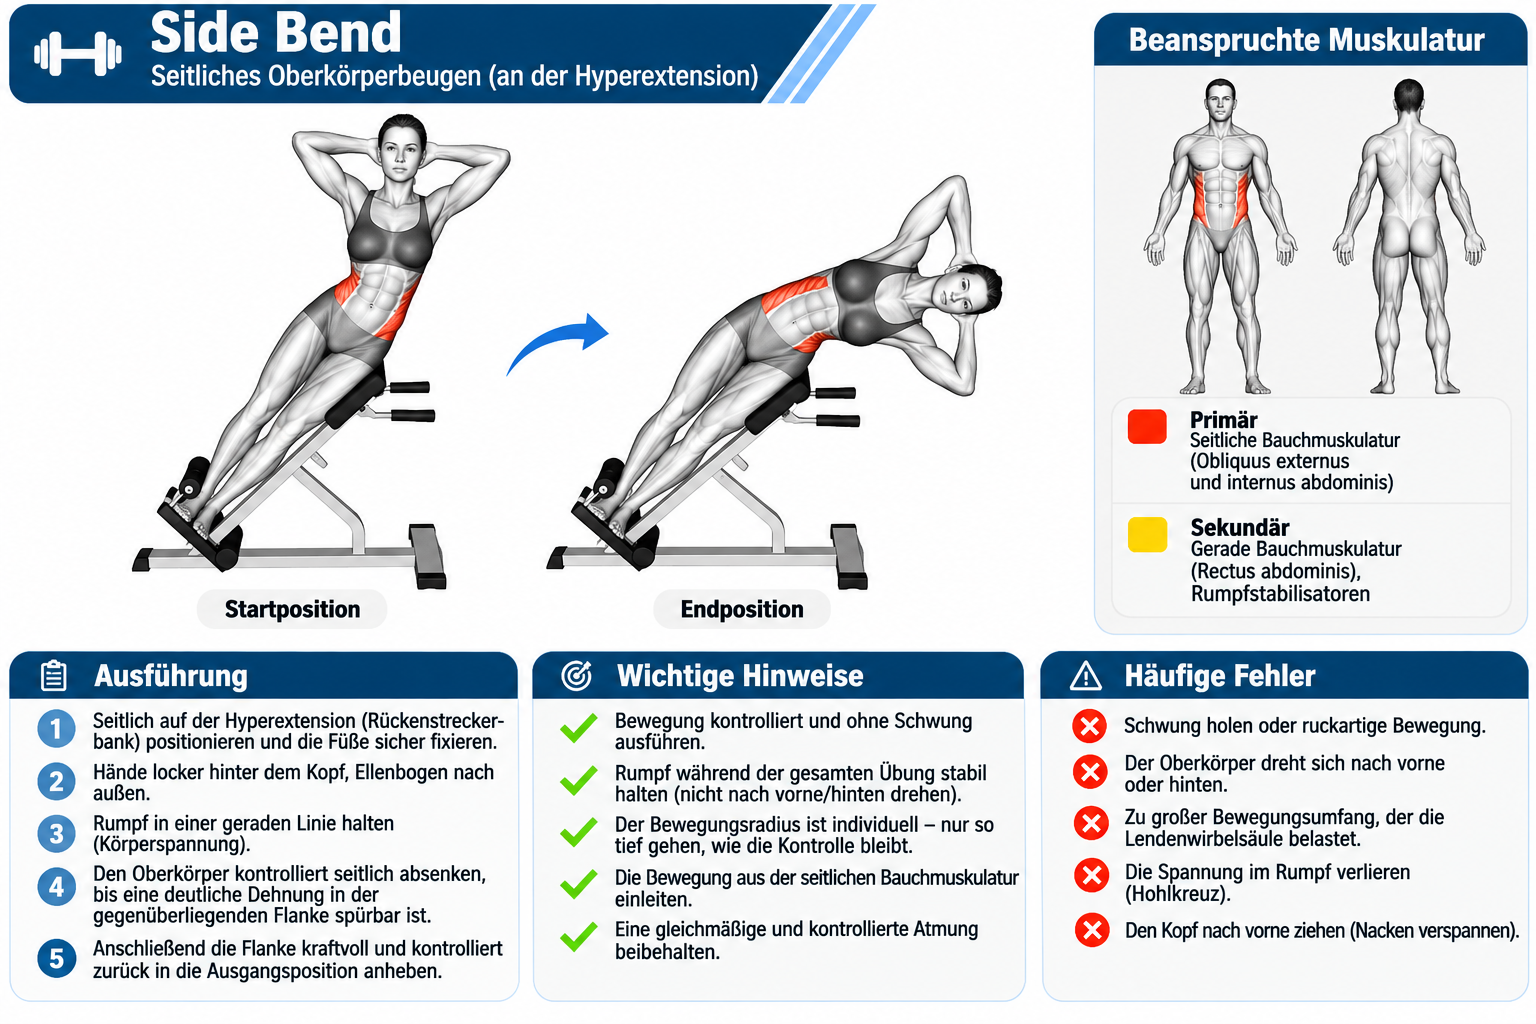 Side Bend
Seitliches Oberkörperbeugen (an der Hyperextension)
Startposition
Endposition
Beanspruchte Muskulatur
Primär
Seitliche Bauchmuskulatur
(Obliquus externus
und internus abdominis)
Sekundär
Gerade Bauchmuskulatur
(Rectus abdominis),
Rumpfstabilisatoren
Ausführung
1
Seitlich auf der Hyperextension (Rückenstrecker-
bank) positionieren und die Füße sicher fixieren.
2
Hände locker hinter dem Kopf, Ellenbogen nach
außen.
3
Rumpf in einer geraden Linie halten
(Körperspannung).
4
Den Oberkörper kontrolliert seitlich absenken,
bis eine deutliche Dehnung in der
gegenüberliegenden Flanke spürbar ist.
5
Anschließend die Flanke kraftvoll und kontrolliert
zurück in die Ausgangsposition anheben.
Wichtige Hinweise
Bewegung kontrolliert und ohne Schwung
ausführen.
Rumpf während der gesamten Übung stabil
halten (nicht nach vorne/hinten drehen).
Der Bewegungsradius ist individuell – nur so
tief gehen, wie die Kontrolle bleibt.
Die Bewegung aus der seitlichen Bauchmuskulatur
einleiten.
Eine gleichmäßige und kontrollierte Atmung
beibehalten.
Häufige Fehler
Schwung holen oder ruckartige Bewegung.
Der Oberkörper dreht sich nach vorne
oder hinten.
Zu großer Bewegungsumfang, der die
Lendenwirbelsäule belastet.
Die Spannung im Rumpf verlieren
(Hohlkreuz).
Den Kopf nach vorne ziehen (Nacken verspannen).